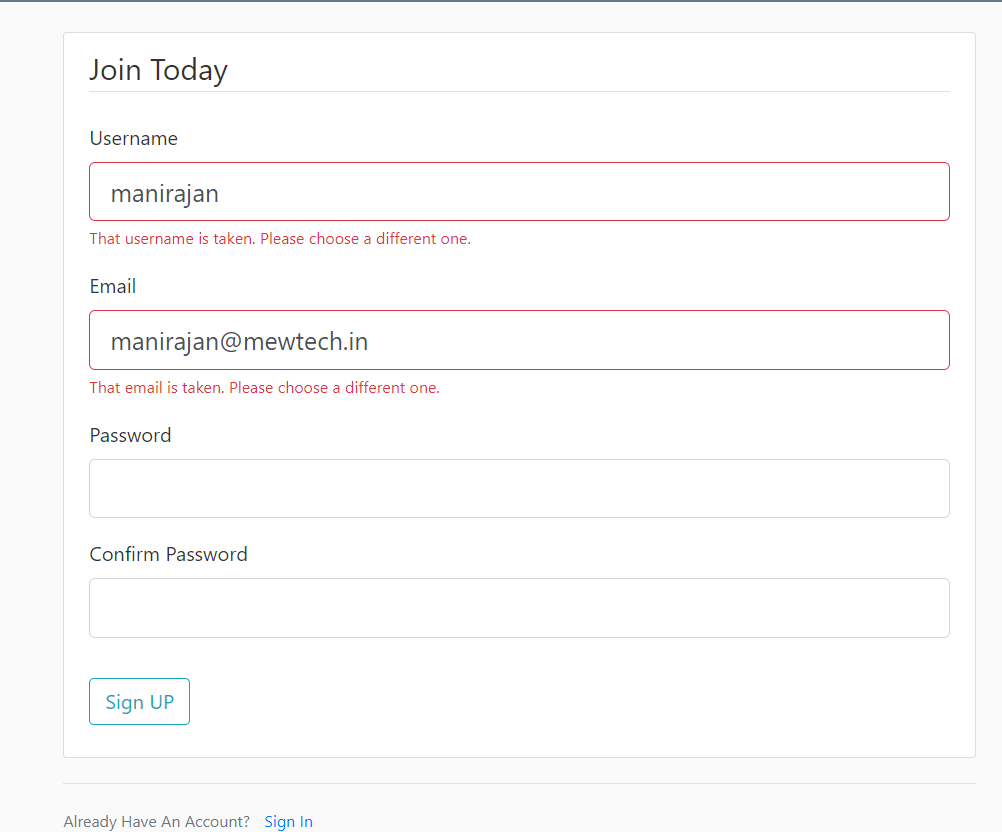 Join Today
Username
manirajan
That username is taken. Please choose a different one.
Email
manirajan@mewtech.in
That email is taken. Please choose a different one.
Password
Confirm Password
Sign UP
Already Have An Account? Sign In